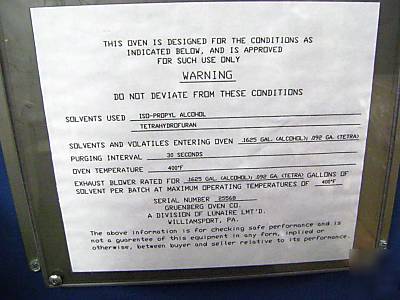 THIS OVEN IS DESIGNED FOR THE CONDITIONS AS
INDICATED BELOW, AND IS APPROVED
FOR SUCH USE ONLY
WARNING
DO NOT DEVIATE FROM THESE CONDITIONS
SOLVENTS USED ISO-PROPYL ALCOHOL
TETRAHYDROFURAN
SOLVENTS AND VOLATILES ENTERING OVEN .1625 GAL. (ALCOHOL); .092 GA. (TETRA)
PURGING INTERVAL 30 SECONDS
OVEN TEMPERATURE 400°F
EXHAUST BLOWER RATED FOR .1625 GAL. (ALCOHOL); .092 GA. (TETRA) GALLONS OF
SOLVENT PER BATCH AT MAXIMUM OPERATING TEMPERATURES OF 400°F
SERIAL NUMBER 25568
GRUENBERG OVEN CO.
A DIVISION OF LUNAIRE LMT'D.
WILLIAMSPORT, PA.
The above information is for checking safe performance and is
not a guarentee of this equipment in any form, implied or
otherwise, between buyer and seller relative to its performance.